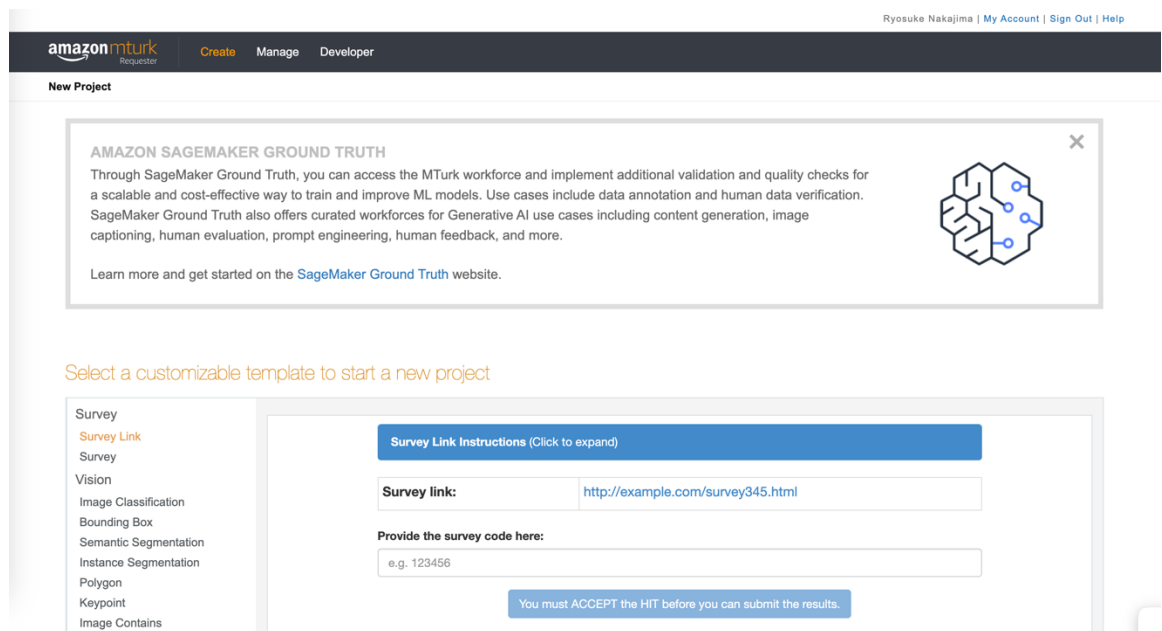 Ryosuke Nakajima | My Account | Sign Out | Help
amazon mturk
Requester
Create Manage Developer
New Project
AMAZON SAGEMAKER GROUND TRUTH
Through SageMaker Ground Truth, you can access the MTurk workforce and implement additional validation and quality checks for
a scalable and cost-effective way to train and improve ML models. Use cases include data annotation and human data verification.
SageMaker Ground Truth also offers curated workforces for Generative AI use cases including content generation, image
captioning, human evaluation, prompt engineering, human feedback, and more.
Learn more and get started on the SageMaker Ground Truth website.
Select a customizable template to start a new project
Survey
Survey Link
Survey
Vision
Image Classification
Bounding Box
Semantic Segmentation
Instance Segmentation
Polygon
Keypoint
Image Contains
Survey Link Instructions (Click to expand)
Survey link: http://example.com/survey345.html
Provide the survey code here:
e.g. 123456
You must ACCEPT the HIT before you can submit the results.